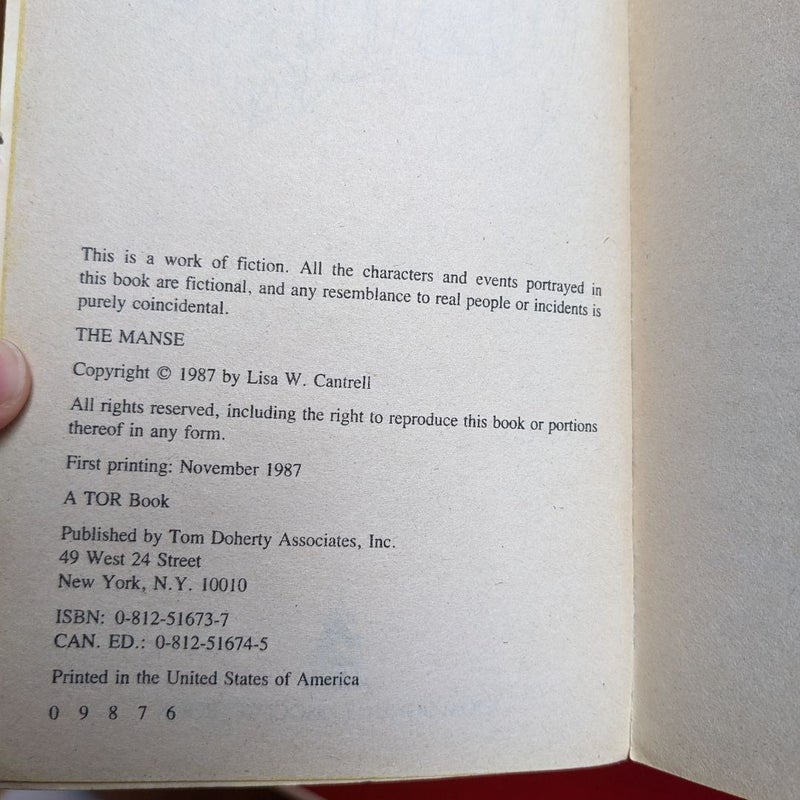 This is a work of fiction. All the characters and events portrayed in
this book are fictional, and any resemblance to real people or incidents is
purely coincidental.
THE MANSE
Copyright © 1987 by Lisa W. Cantrell
All rights reserved, including the right to reproduce this book or portions
thereof in any form.
First printing: November 1987
A TOR Book
Published by Tom Doherty Associates, Inc.
49 West 24 Street
New York, N.Y. 10010
ISBN: 0-812-51673-7
CAN. ED.: 0-812-51674-5
Printed in the United States of America
0 9 8 7 6